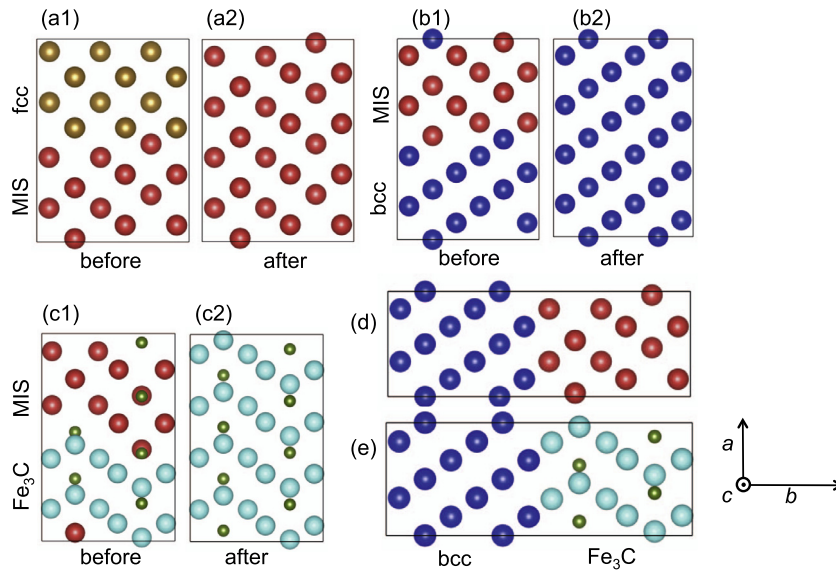 (a1) (a2) (b1) (b2)
fcc
MIS
before after
MIS
bcc
before after
(c1) (c2)
MIS
Fe3C
before after
(d)
(e)
bcc Fe3C
a
c b